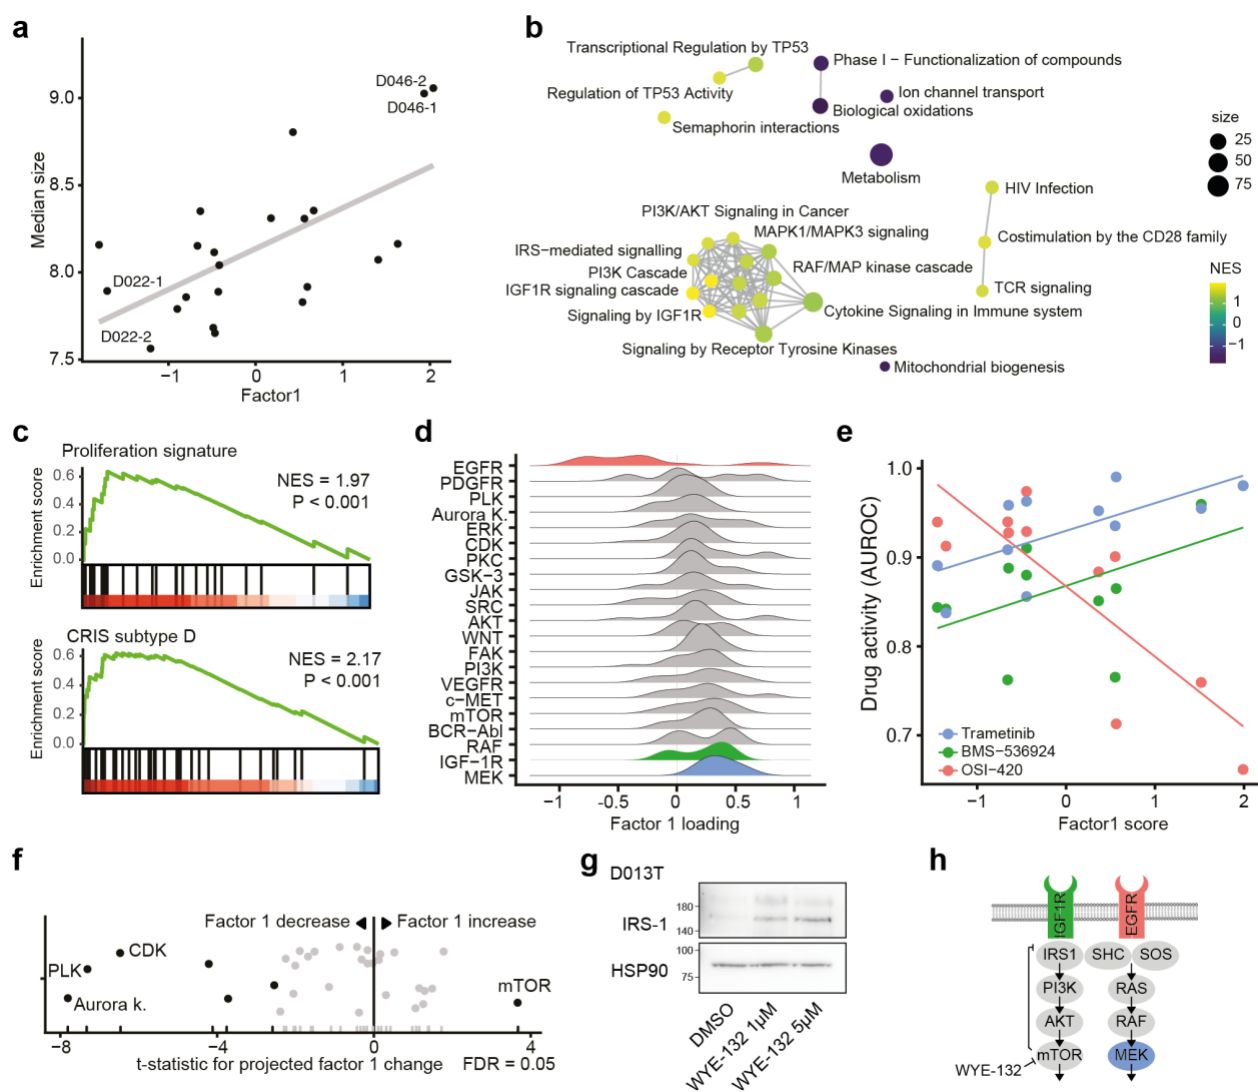 a
Median size
9.0
8.5
8.0
7.5
D046-2
D046-1
D022-1
D022-2
−1
0
1
2
Factor1
b
Transcriptional Regulation by TP53
Regulation of TP53 Activity
Semaphorin interactions
Phase I − Functionalization of compounds
Ion channel transport
Biological oxidations
Metabolism
HIV Infection
Costimulation by the CD28 family
TCR signaling
PI3K/AKT Signaling in Cancer
MAPK1/MAPK3 signaling
IRS−mediated signalling
RAF/MAP kinase cascade
PI3K Cascade
IGF1R signaling cascade
Signaling by IGF1R
Cytokine Signaling in Immune system
Signaling by Receptor Tyrosine Kinases
Mitochondrial biogenesis
size
25
50
75
NES
1
0
−1
c
Proliferation signature
Enrichment score
0.6
0.4
0.2
0.0
NES = 1.97
P < 0.001
CRIS subtype D
Enrichment score
0.6
0.4
0.2
0.0
NES = 2.17
P < 0.001
d
EGFR
PDGFR
PLK
Aurora K.
ERK
CDK
PKC
GSK−3
JAK
SRC
AKT
WNT
FAK
PI3K
VEGFR
c−MET
mTOR
BCR−Abl
RAF
IGF−1R
MEK
−1
-0.5
0
0.5
1
Factor 1 loading
e
Drug activity (AUROC)
1.0
0.9
0.8
0.7
Trametinib
BMS−536924
OSI−420
−1
0
1
2
Factor1 score
f
Factor 1 decrease
Factor 1 increase
CDK
PLK
Aurora k.
mTOR
−8
−4
0
4
t-statistic for projected factor 1 change
FDR = 0.05
g
D013T
IRS-1
180
140
HSP90
100
75
DMSO
WYE-132 1µM
WYE-132 5µM
h
IGF1R
EGFR
IRS1
SHC
SOS
PI3K
RAS
AKT
RAF
mTOR
MEK
WYE-132